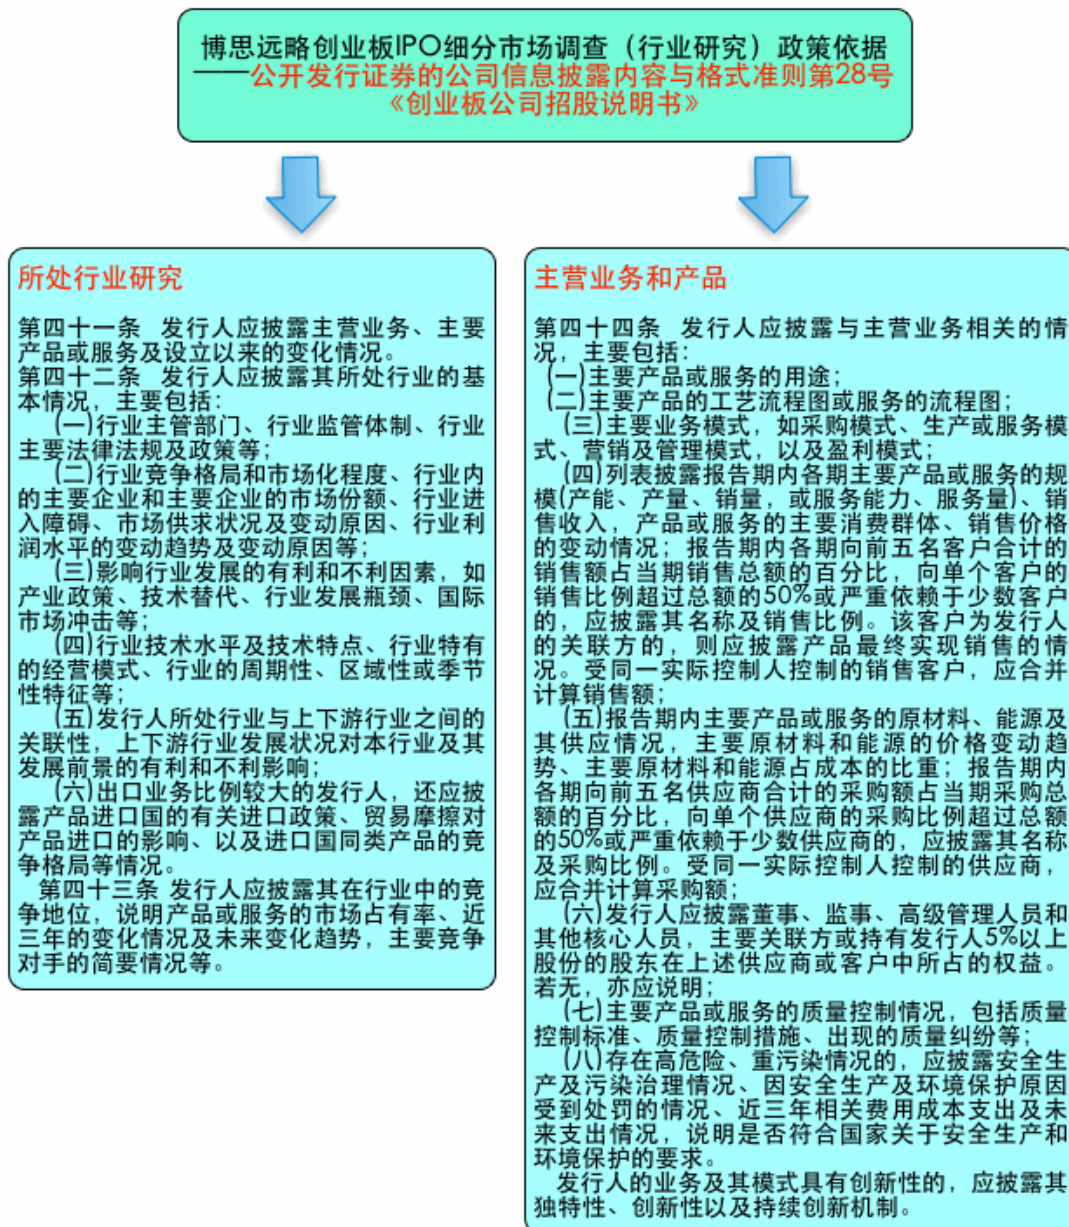 博思远略创业板IPO细分市场调查（行业研究）政策依据
——公开发行证券的公司信息披露内容与格式准则第28号
《创业板公司招股说明书》
所处行业研究
第四十一条 发行人应披露主营业务、主要
产品或服务及设立以来的变化情况。
第四十二条 发行人应披露其所处行业的基
本情况，主要包括：
(一)行业主管部门、行业监管体制、行业
主要法律法规及政策等；
(二)行业竞争格局和市场化程度、行业内
的主要企业和主要企业的市场份额、行业进
入障碍、市场供求状况及变动原因、行业利
润水平的变动趋势及变动原因等；
(三)影响行业发展的有利和不利因素，如
产业政策、技术替代、行业发展瓶颈、国际
市场冲击等；
(四)行业技术水平及技术特点、行业特有
的经营模式、行业的周期性、区域性或季节
性特征等；
(五)发行人所处行业与上下游行业之间的
关联性，上下游行业发展状况对本行业及其
发展前景的有利和不利影响；
(六)出口业务比例较大的发行人，还应披
露产品进口国的有关进口政策、贸易摩擦对
产品进口的影响、以及进口国同类产品的竞
争格局等情况。
第四十三条 发行人应披露其在行业中的竞
争地位，说明产品或服务的市场占有率、近
三年的变化情况及未来变化趋势，主要竞争
对手的简要情况等。
主营业务和产品
第四十四条 发行人应披露与主营业务相关的情
况，主要包括：
(一)主要产品或服务的用途；
(二)主要产品的工艺流程图或服务的流程图；
(三)主要业务模式，如采购模式、生产或服务模
式、营销及管理模式，以及盈利模式；
(四)列表披露报告期内各期主要产品或服务的规
模(产能、产量、销量，或服务能力、服务量)、销
售收入，产品或服务的主要消费群体、销售价格
的变动情况；报告期内各期向前五名客户合计的
销售额占当期销售总额的百分比，向单个客户的
销售比例超过总额的50%或严重依赖于少数客户
的，应披露其名称及销售比例。该客户为发行人
的关联方的，则应披露产品最终实现销售的情
况。受同一实际控制人控制的销售客户，应合并
计算销售额；
(五)报告期内主要产品或服务的原材料、能源及
其供应情况，主要原材料和能源的价格变动趋
势、主要原材料和能源占成本的比重；报告期内
各期向前五名供应商合计的采购额占当期采购总
额的百分比，向单个供应商的采购比例超过总额
的50%或严重依赖于少数供应商的，应披露其名称
及采购比例。受同一实际控制人控制的供应商，
应合并计算采购额；
(六)发行人应披露董事、监事、高级管理人员和
其他核心人员，主要关联方或持有发行人5%以上
股份的股东在上述供应商或客户中所占的权益。
若无，亦应说明；
(七)主要产品或服务的质量控制情况，包括质量
控制标准、质量控制措施、出现的质量纠纷等；
(八)存在高危险、重污染情况的，应披露安全生
产及污染治理情况、因安全生产及环境保护原因
受到处罚的情况、近三年相关费用成本支出及未
来支出情况，说明是否符合国家关于安全生产和
环境保护的要求。
发行人的业务及其模式具有创新性的，应披露其
独特性、创新性以及持续创新机制。